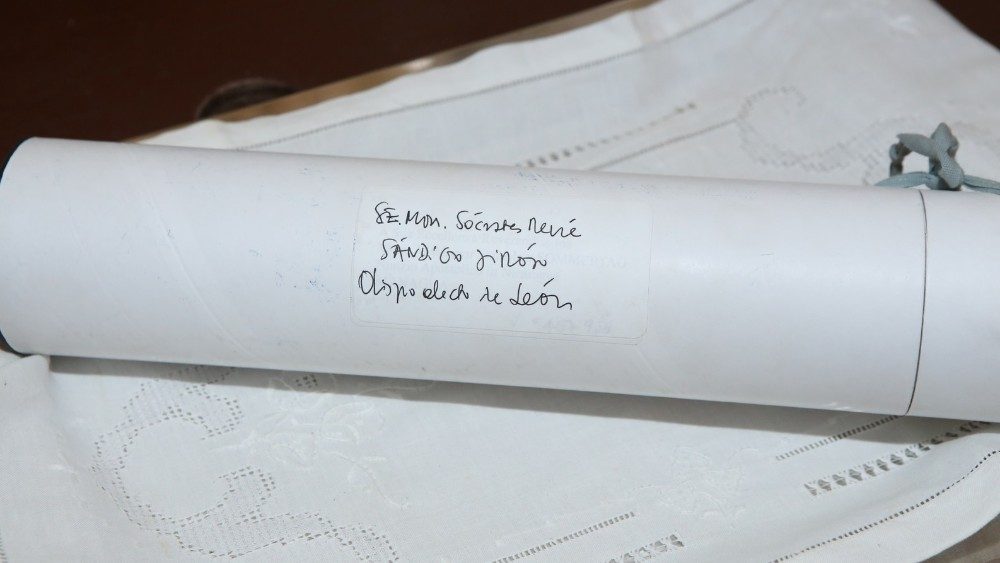 SE. Mon. Sócrates René
SÁNDIGO JIRÓN
Obispo electo de León